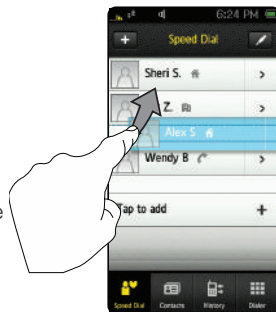 6:24 PM
Speed Dial
Sheri S.
Z.
Alex S
Wendy B
Tap to add
e
Speed Dial Contacts History Dialer